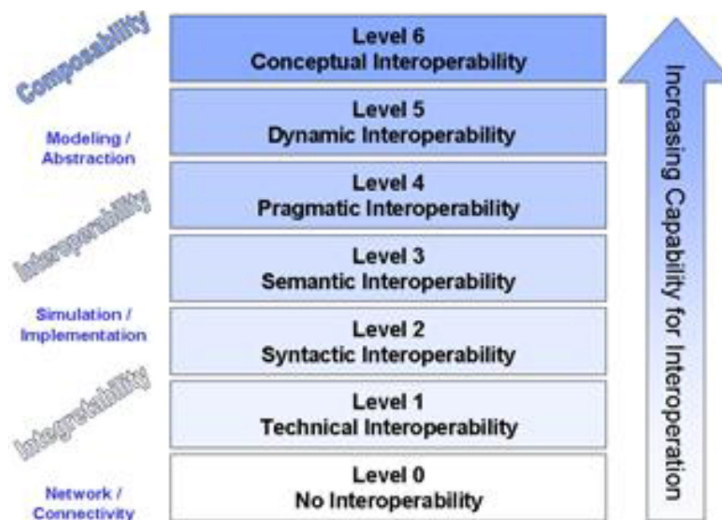 Composability
Modeling /
Abstraction
Interoperability
Simulation /
Implementation
Integretability
Network /
Connectivity
Level 6
Conceptual Interoperability
Level 5
Dynamic Interoperability
Level 4
Pragmatic Interoperability
Level 3
Semantic Interoperability
Level 2
Syntactic Interoperability
Level 1
Technical Interoperability
Level 0
No Interoperability
Increasing Capability for Interoperation